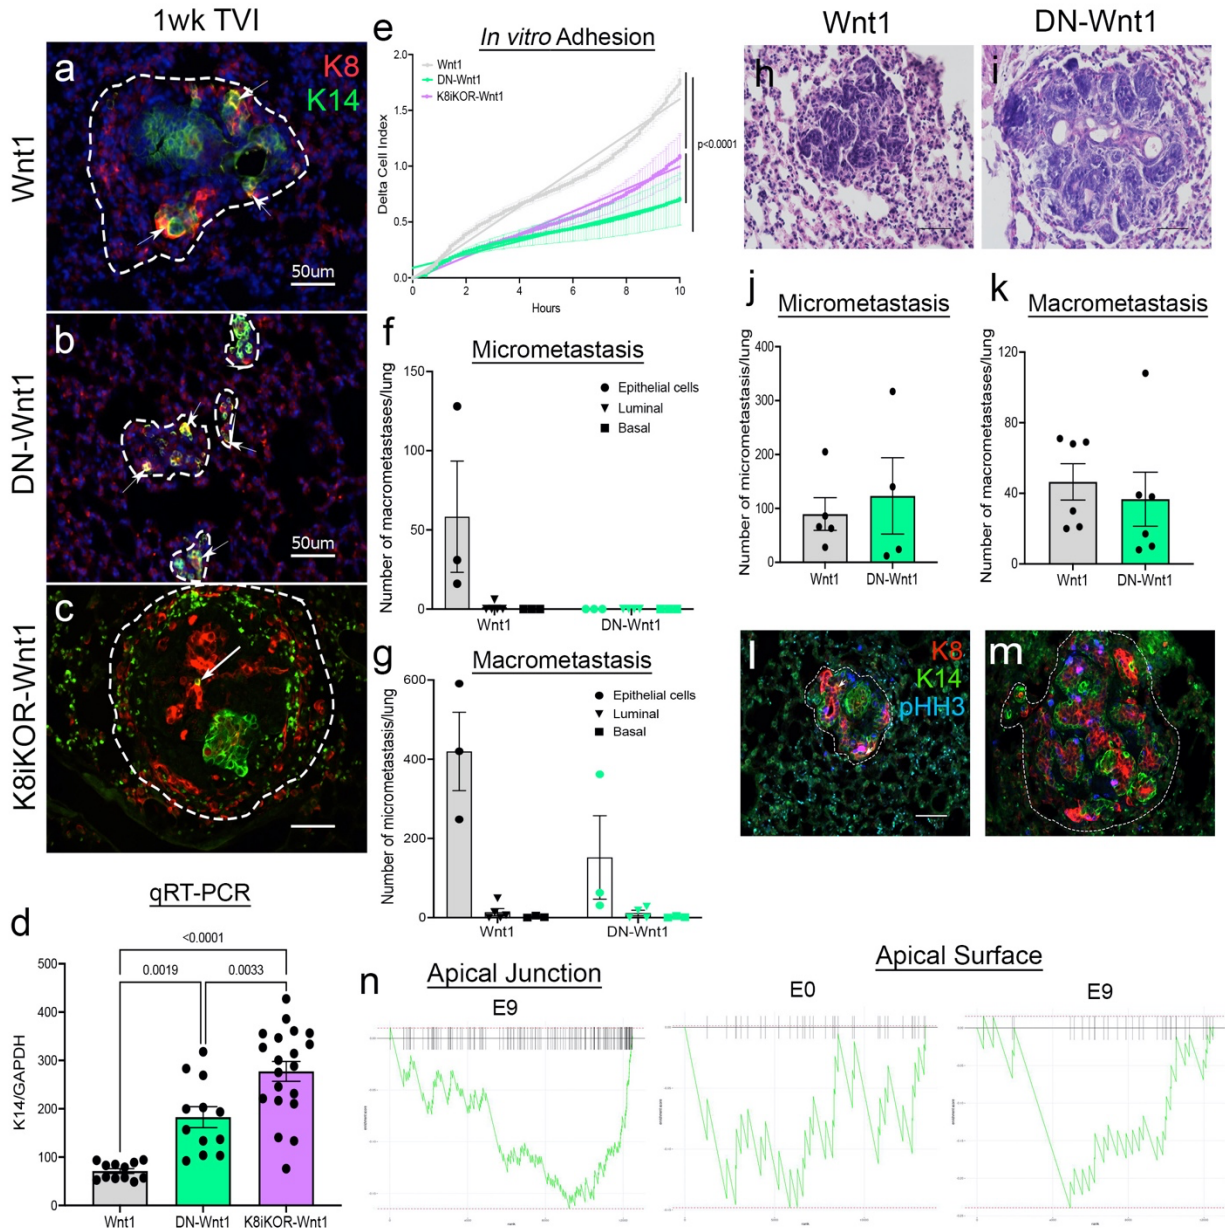 1wk TVI
a
K8
K14
Wnt1
50um
b
DN-Wnt1
50um
c
K8iKOR-Wnt1
d
qRT-PCR
<0.0001
0.0019
0.0033
500
400
300
200
100
0
K14/GAPDH
Wnt1
DN-Wnt1
K8iKOR-Wnt1
e
In vitro Adhesion
Wnt1
DN-Wnt1
K8iKOR-Wnt1
2.0
1.5
1.0
0.5
0.0
Delta Cell Index
p<0.0001
0
2
4
6
8
10
Hours
f
Micrometastasis
Epithelial cells
Luminal
Basal
150
100
50
0
Number of macrometastases/lung
Wnt1
DN-Wnt1
g
Macrometastasis
Epithelial cells
Luminal
Basal
600
400
200
0
Number of micrometastasis/lung
Wnt1
DN-Wnt1
Wnt1
DN-Wnt1
h
i
j
Micrometastasis
400
300
200
100
0
Number of micrometastasis/lung
Wnt1
DN-Wnt1
k
Macrometastasis
120
80
40
0
Number of macrometastases/lung
Wnt1
DN-Wnt1
l
K8
K14
pHH3
m
n
Apical Junction
E9
Apical Surface
E0
E9